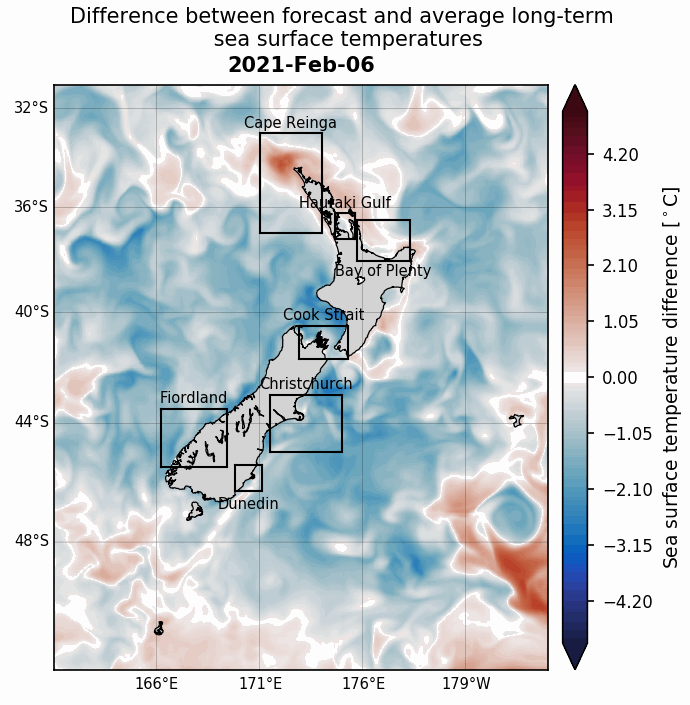 Difference between forecast and average long-term
sea surface temperatures
2021-Feb-06
32°S
36°S
40°S
44°S
48°S
Cape Reinga
Hauraki Gulf
Bay of Plenty
Cook Strait
Christchurch
Fiordland
Dunedin
166°E
171°E
176°E
179°W
4.20
3.15
2.10
1.05
0.00
−1.05
−2.10
−3.15
−4.20
Sea surface temperature difference [°C]